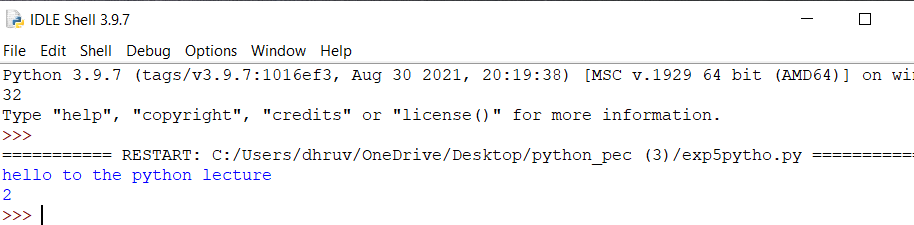 IDLE Shell 3.9.7
File Edit Shell Debug Options Window Help
Python 3.9.7 (tags/v3.9.7:1016ef3, Aug 30 2021, 20:19:38) [MSC v.1929 64 bit (AMD64)] on win
32
Type "help", "copyright", "credits" or "license()" for more information.
>>>
=========== RESTART: C:/Users/dhruv/OneDrive/Desktop/python_pec (3)/exp5pytho.py ===========
hello to the python lecture
2
>>>